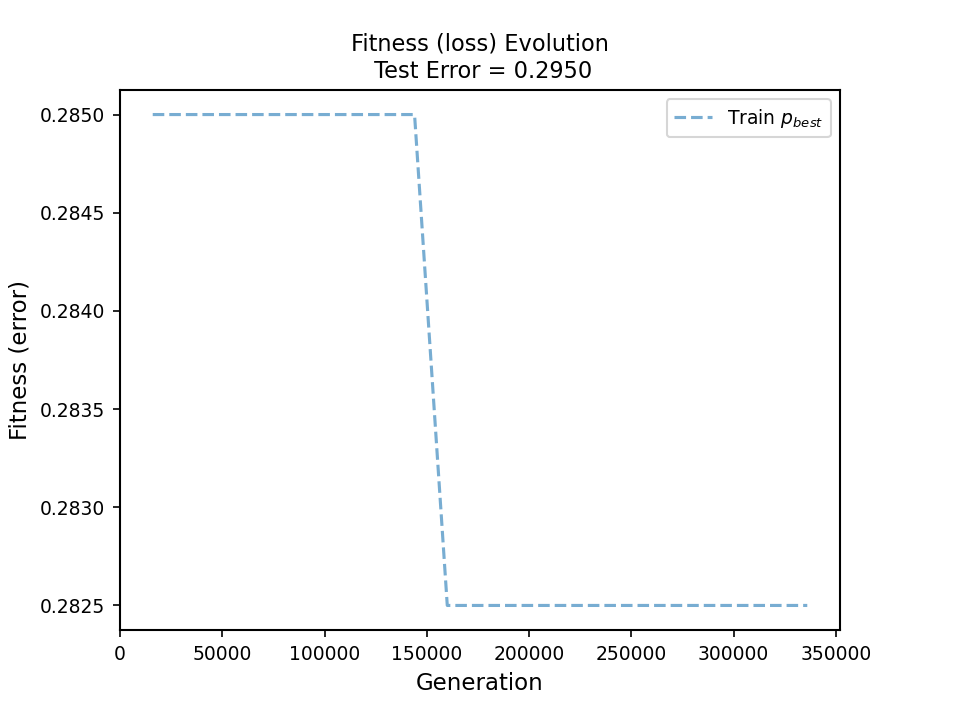 Fitness (loss) Evolution
Test Error = 0.2950
Train p_best
0.2850
0.2845
0.2840
0.2835
0.2830
0.2825
Fitness (error)
0 50000 100000 150000 200000 250000 300000 350000
Generation